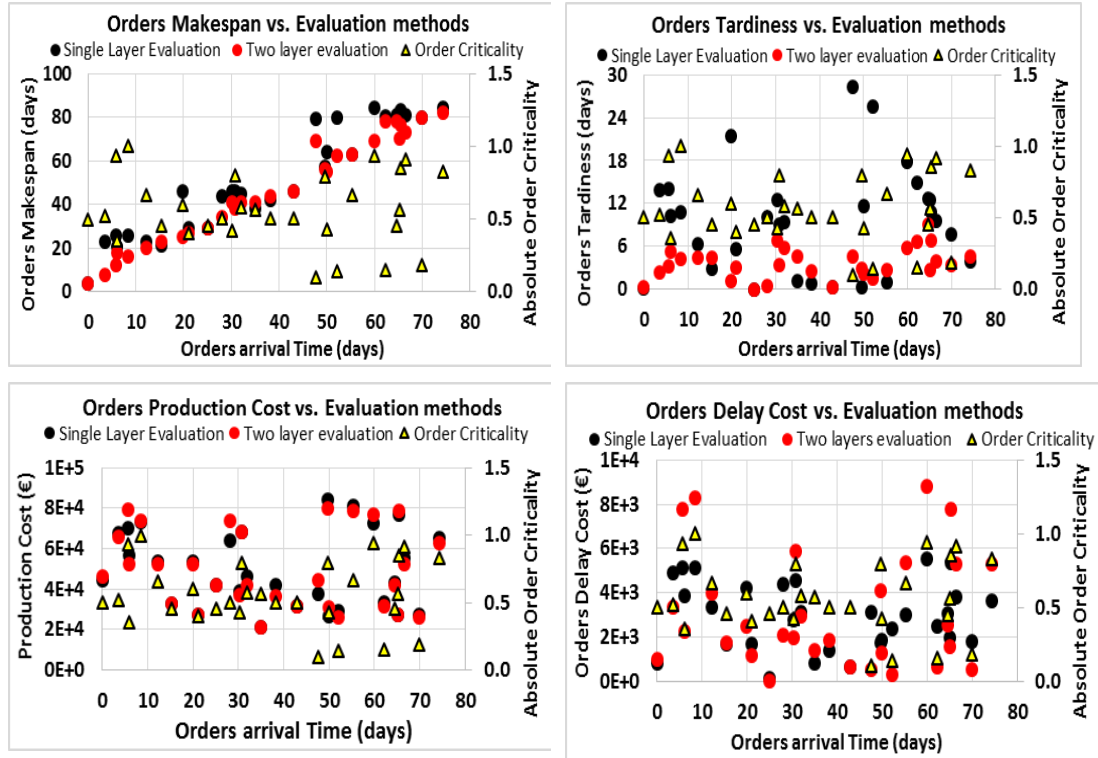 Orders Makespan vs. Evaluation methods
Single Layer Evaluation Two layer evaluation Order Criticality
Orders Makespan (days)
100
80
60
40
20
0
1.5
1.0
0.5
0.0
Absolute Order Criticality
0 10 20 30 40 50 60 70 80
Orders arrival Time (days)
Orders Tardiness vs. Evaluation methods
Single Layer Evaluation Two layer evaluation Order Criticality
Orders Tardiness (days)
30
24
18
12
6
0
1.5
1.0
0.5
0.0
Absolute Order Criticality
0 10 20 30 40 50 60 70 80
Orders arrival Time (days)
Orders Production Cost vs. Evaluation methods
Single Layer Evaluation Two layer evaluation Order Criticality
Production Cost (€)
1E+5
8E+4
6E+4
4E+4
2E+4
0E+0
1.5
1.0
0.5
0.0
Absolute Order Criticality
0 10 20 30 40 50 60 70 80
Orders arrival Time (days)
Orders Delay Cost vs. Evaluation methods
Single Layer Evaluation Two layers evaluation Order Criticality
Orders Delay Cost (€)
1E+4
8E+3
6E+3
4E+3
2E+3
0E+0
1.5
1.0
0.5
0.0
Absolute Order Criticality
0 10 20 30 40 50 60 70 80
Orders arrival Time (days)